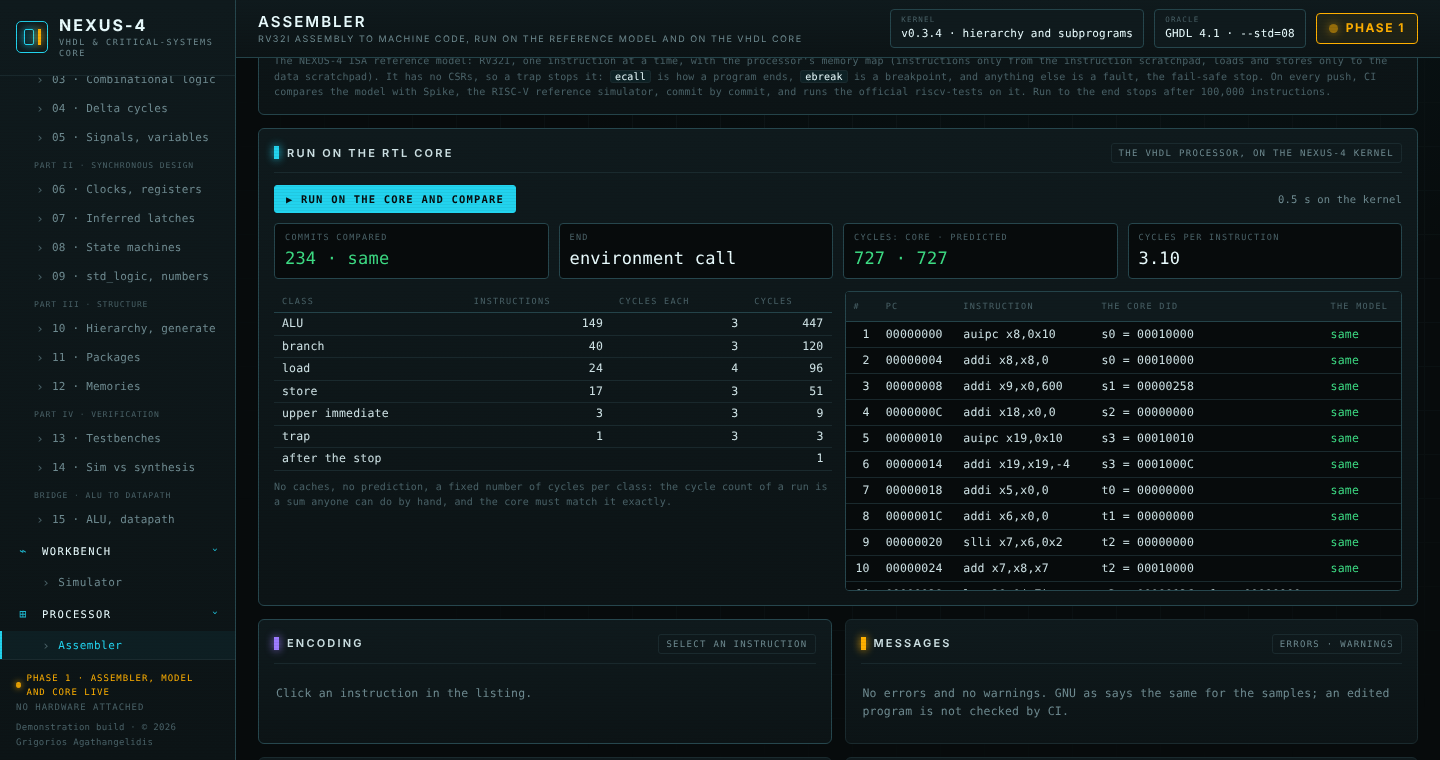 NEXUS-4
VHDL & CRITICAL-SYSTEMS
CORE
03 · Combinational logic
› 04 · Delta cycles
› 05 · Signals, variables
PART II · SYNCHRONOUS DESIGN
› 06 · Clocks, registers
› 07 · Inferred latches
› 08 · State machines
› 09 · std_logic, numbers
PART III · STRUCTURE
› 10 · Hierarchy, generate
› 11 · Packages
› 12 · Memories
PART IV · VERIFICATION
› 13 · Testbenches
› 14 · Sim vs synthesis
BRIDGE · ALU TO DATAPATH
› 15 · ALU, datapath
WORKBENCH
› Simulator
PROCESSOR
› Assembler
PHASE 1 · ASSEMBLER, MODEL
AND CORE LIVE
NO HARDWARE ATTACHED
Demonstration build · © 2026
Grigorios Agathangelidis
ASSEMBLER
RV32I ASSEMBLY TO MACHINE CODE, RUN ON THE REFERENCE MODEL AND ON THE VHDL CORE
KERNEL
v0.3.4 · hierarchy and subprograms
ORACLE
GHDL 4.1 · --std=08
PHASE 1
The NEXUS-4 ISA reference model: RV32I, one instruction at a time, with the processor's memory map (instructions only from the instruction scratchpad, loads and stores only to the
data scratchpad). It has no CSRs, so a trap stops it: ecall is how a program ends, ebreak is a breakpoint, and anything else is a fault, the fail-safe stop. On every push, CI
compares the model with Spike, the RISC-V reference simulator, commit by commit, and runs the official riscv-tests on it. Run to the end stops after 100,000 instructions.
RUN ON THE RTL CORE
THE VHDL PROCESSOR, ON THE NEXUS-4 KERNEL
▶ RUN ON THE CORE AND COMPARE
0.5 s on the kernel
COMMITS COMPARED
234 · same
END
environment call
CYCLES: CORE · PREDICTED
727 · 727
CYCLES PER INSTRUCTION
3.10
CLASS INSTRUCTIONS CYCLES EACH CYCLES
ALU 149 3 447
branch 40 3 120
load 24 4 96
store 17 3 51
upper immediate 3 3 9
trap 1 3 3
after the stop 1
No caches, no prediction, a fixed number of cycles per class: the cycle count of a run is
a sum anyone can do by hand, and the core must match it exactly.
# PC INSTRUCTION THE CORE DID THE MODEL
1 00000000 auipc x8,0x10 s0 = 00010000 same
2 00000004 addi x8,x8,0 s0 = 00010000 same
3 00000008 addi x9,x0,600 s1 = 00000258 same
4 0000000C addi x18,x0,0 s2 = 00000000 same
5 00000010 auipc x19,0x10 s3 = 00010010 same
6 00000014 addi x19,x19,-4 s3 = 0001000C same
7 00000018 addi x5,x0,0 t0 = 00000000 same
8 0000001C addi x6,x0,0 t1 = 00000000 same
9 00000020 slli x7,x6,0x2 t2 = 00000000 same
10 00000024 add x7,x8,x7 t2 = 00010000 same
ENCODING
SELECT AN INSTRUCTION
Click an instruction in the listing.
MESSAGES
ERRORS · WARNINGS
No errors and no warnings. GNU as says the same for the samples; an edited
program is not checked by CI.